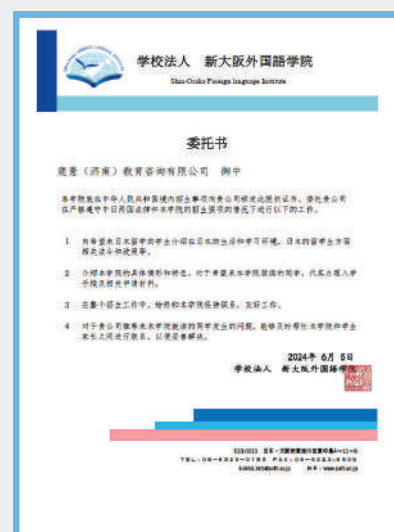 学校法人 新大阪外国語学院
Shin-Osaka Foreign language Institute
委托书
(济南)教育咨询有限公司 御中
本学院就在中华人民共和国境内招生事项向贵公司颁发此授权证书。委托贵公司
在严格遵守中日两国法律和本学院的招生要项的情况下进行以下的工作。
1 向希望来日本留学的学生介绍在日本的生活和学习环境,日本的留学生方面
相关法令和政策等。
2 介绍本学院的具体情形和特色。对于希望来本学院就读的同学,代其办理入学
手续及相关申请材料。
3 在整个招生工作中,始终和本学院保持联系,友好工作。
4 对于贵公司推荐来本学院就读的同学发生的问题,能够及时帮忙本学院和学生
家长之间进行联系,以便妥善解决。
2024年 6月 5日
学校法人 新大阪外国語学院